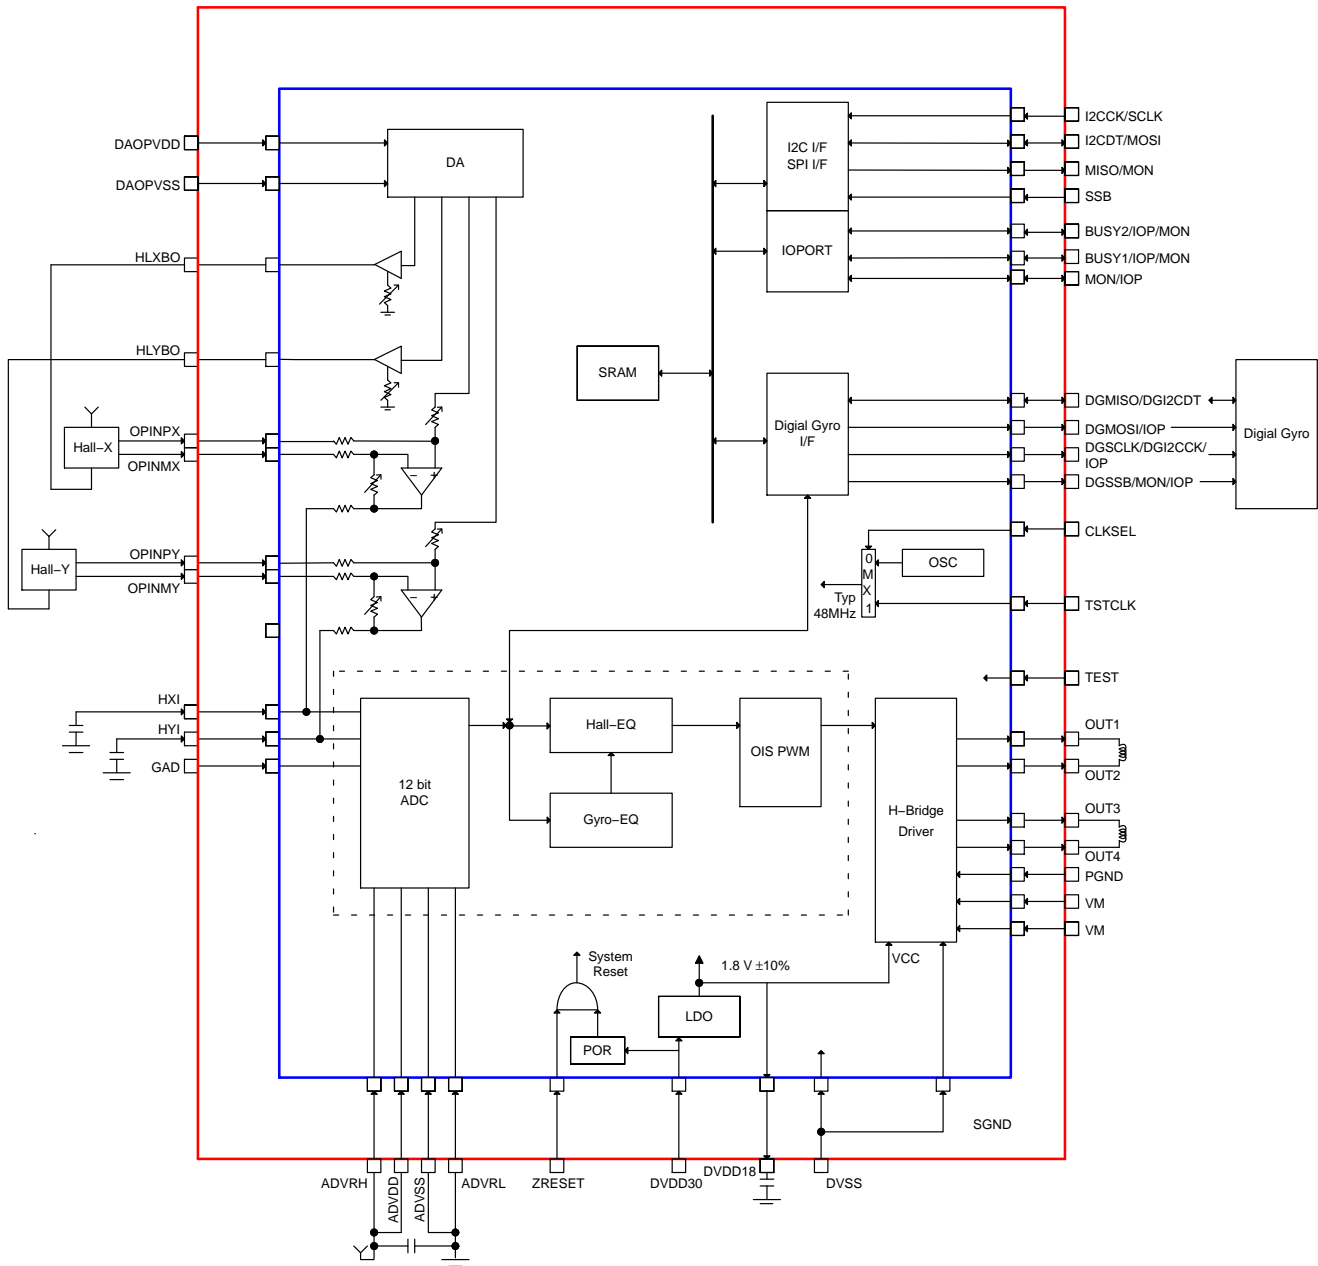 DAOPVDD
DAOPVSS
HLXBO
HLYBO
Hall−X
OPINPX
OPINMX
Hall−Y
OPINPY
OPINMY
HXI
HYI
GAD
DA
− +
− +
SRAM
I2C I/F
SPI I/F
IOPORT
Digial Gyro
I/F
I2CCK/SCLK
I2CDT/MOSI
MISO/MON
SSB
BUSY2/IOP/MON
BUSY1/IOP/MON
MON/IOP
DGMISO/DGI2CDT
DGMOSI/IOP
DGSCLK/DGI2CCK/
IOP
DGSSB/MON/IOP
Digial Gyro
CLKSEL
0
M
X
1
OSC
Typ
48MHz
TSTCLK
TEST
12 bit
ADC
Hall−EQ
Gyro−EQ
OIS PWM
H−Bridge
Driver
OUT1
OUT2
OUT3
OUT4
PGND
VM
VM
VCC
System
Reset
1.8 V ±10%
LDO
POR
SGND
ADVRH
ADVDD
ADVSS
ADVRL
ZRESET
DVDD30
DVDD18
DVSS